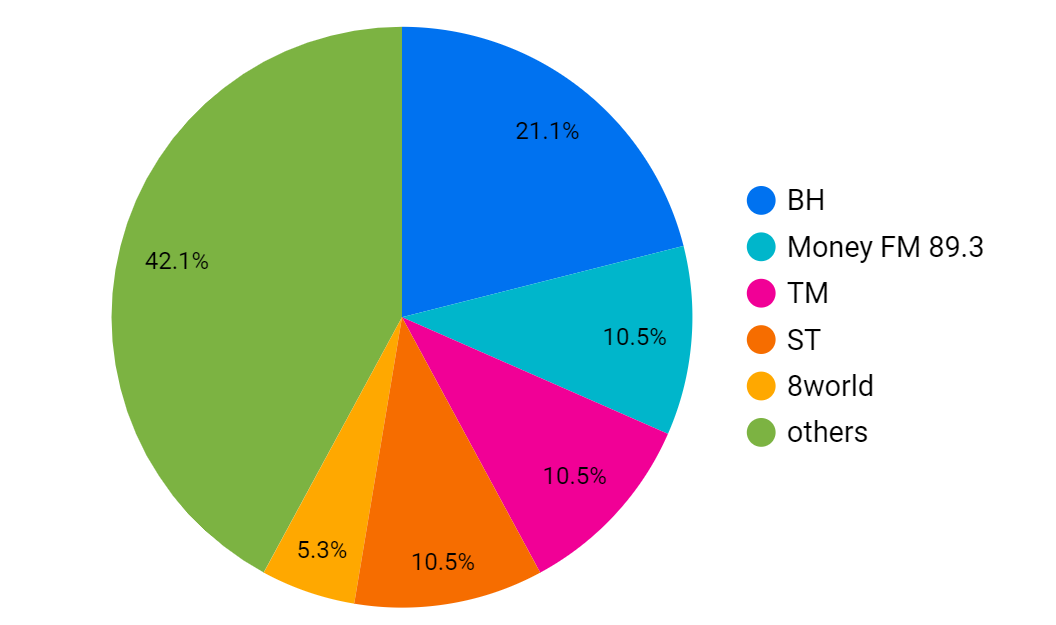 21.1%
10.5%
10.5%
10.5%
5.3%
42.1%
BH
Money FM 89.3
TM
ST
8world
others